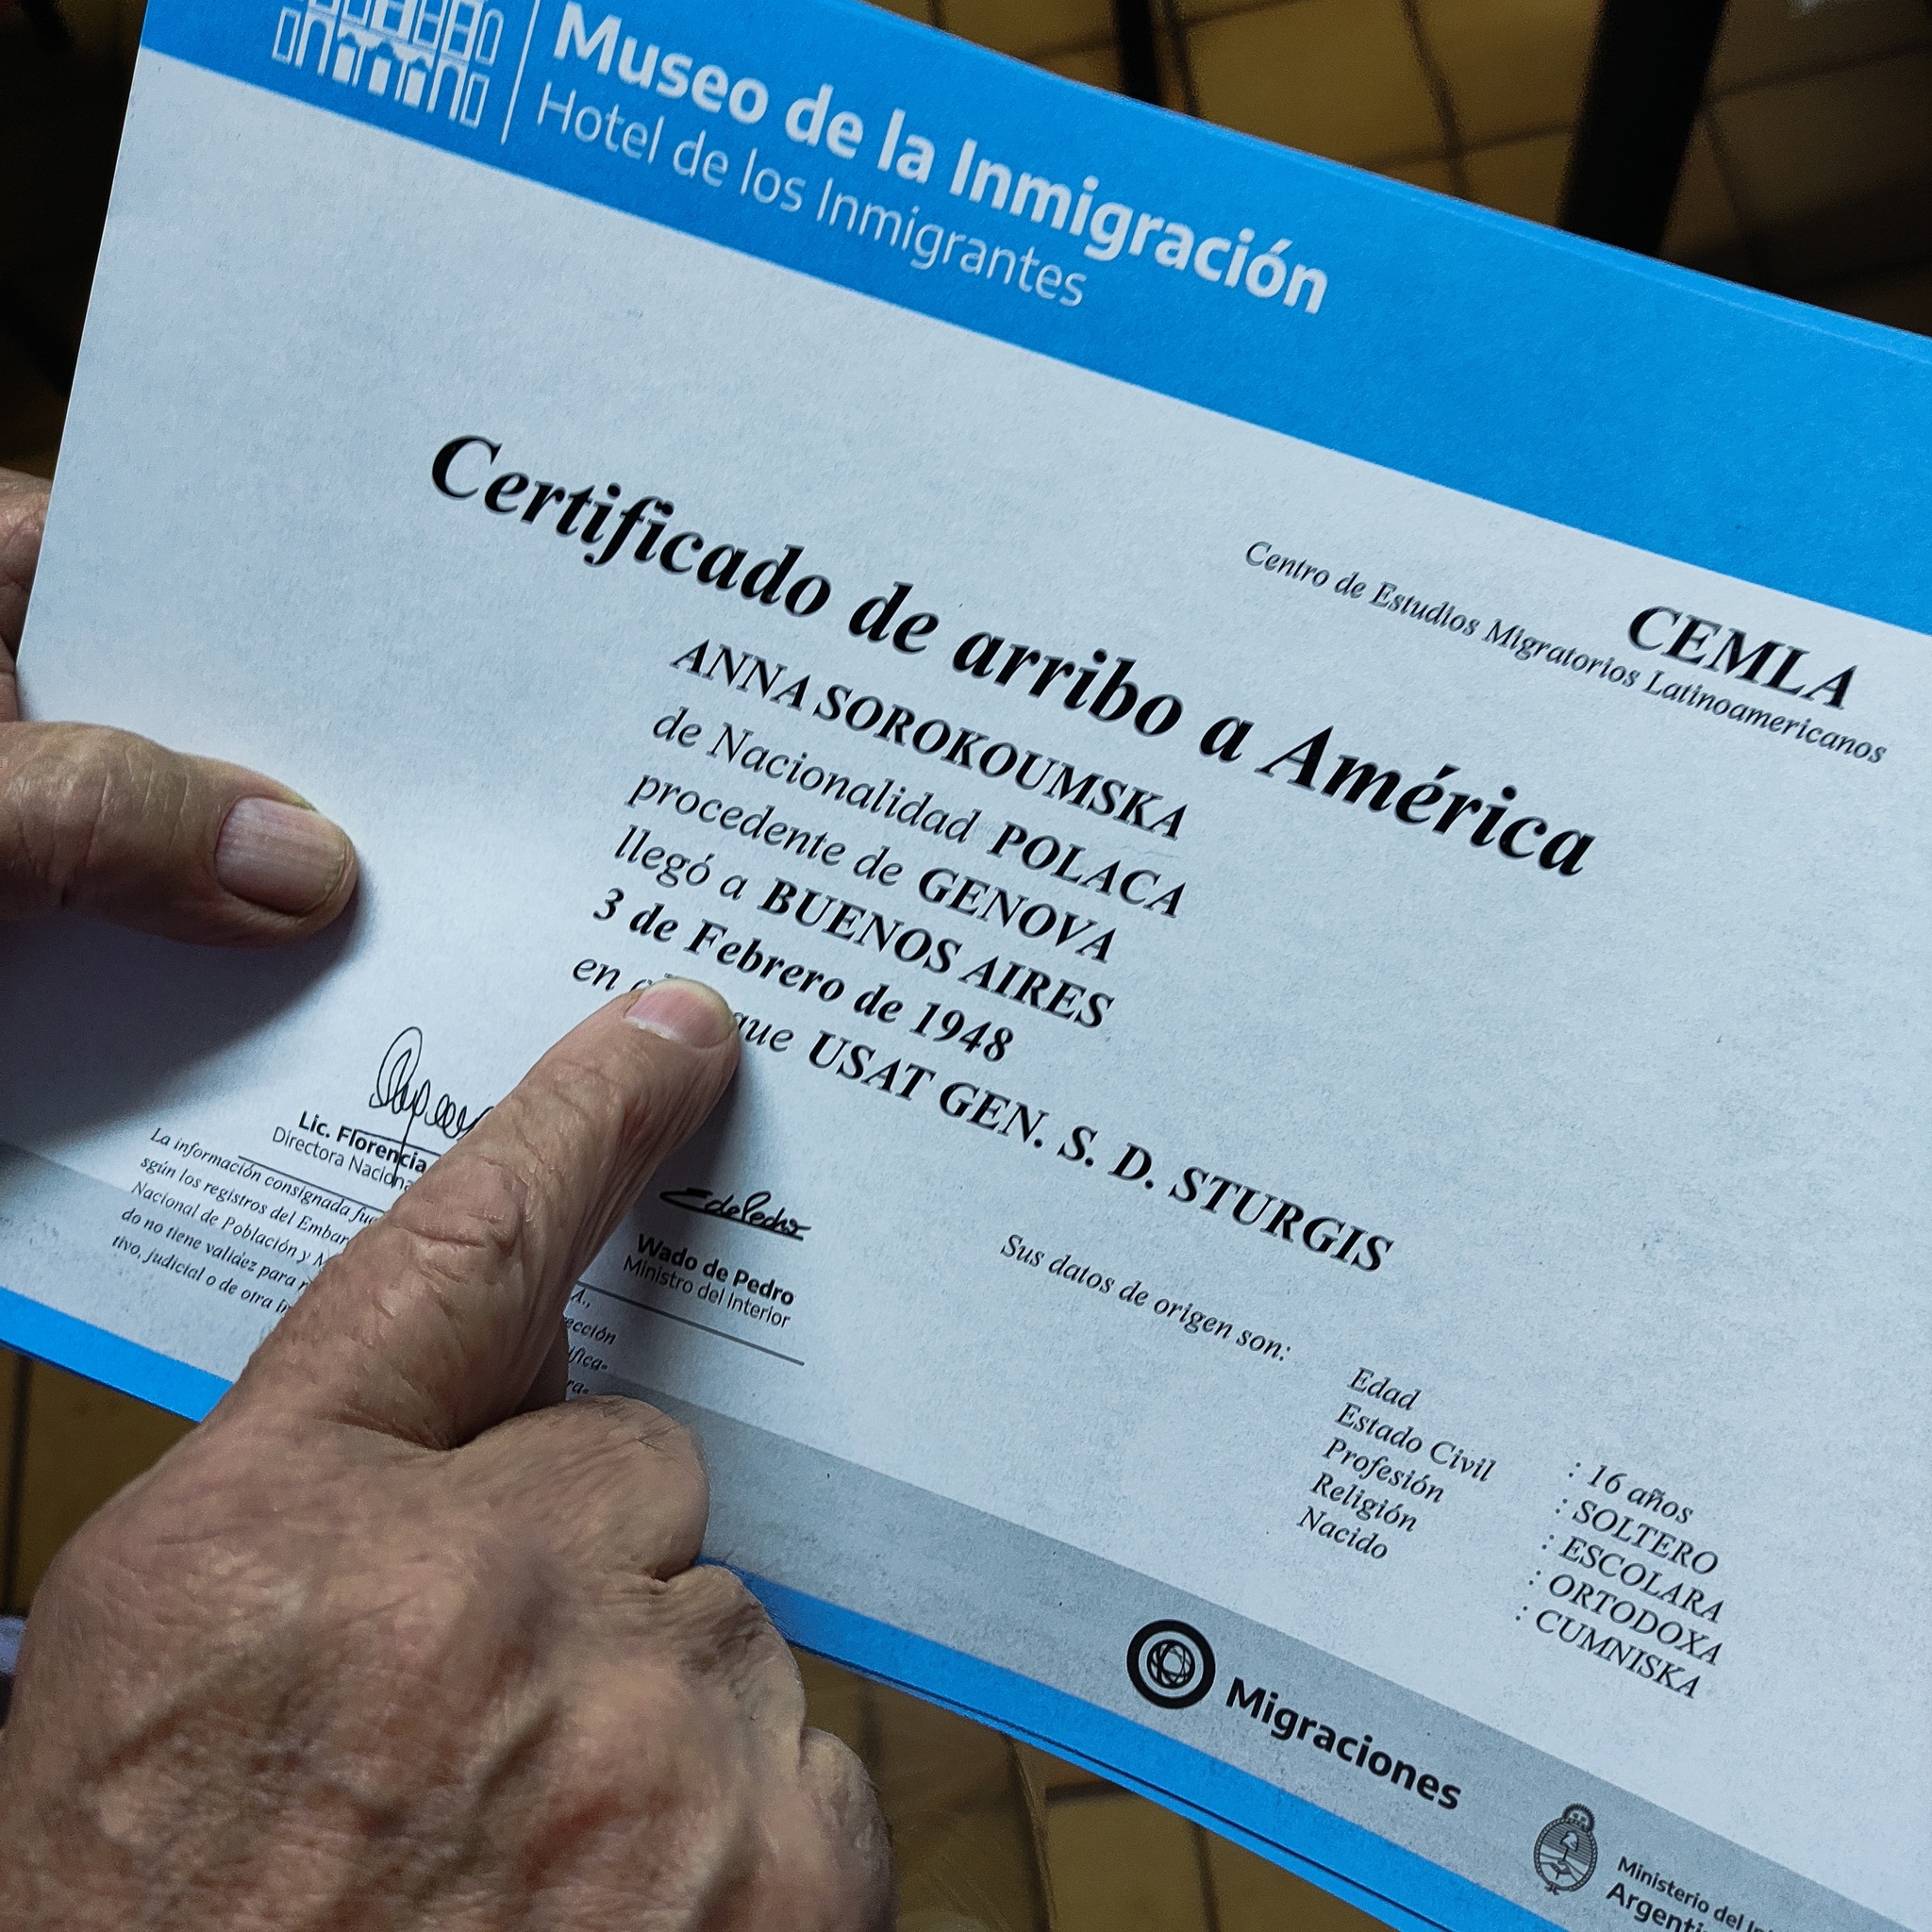 Museo de la Inmigración
Hotel de los Inmigrantes
CEMLA
Centro de Estudios Migratorios Latinoamericanos
Certificado de arribo a América
ANNA SOROKOUMSKA
de Nacionalidad POLACA
procedente de GENOVA
llegó a BUENOS AIRES
3 de Febrero de 1948
en USAT GEN. S. D. STURGIS
Lic. Florencia
Directora
Wado de Pedro
Ministro del Interior
La información consignada fue
sgún los registros del
Nacional de Población y
do no tiene valiáez para
tivo, judicial o de otra
Sus datos de origen son:
Edad : 16 años
Estado Civil : SOLTERO
Profesión : ESCOLARA
Religión : ORTODOXA
Nacido : CUMNISKA
Migraciones
Ministerio del